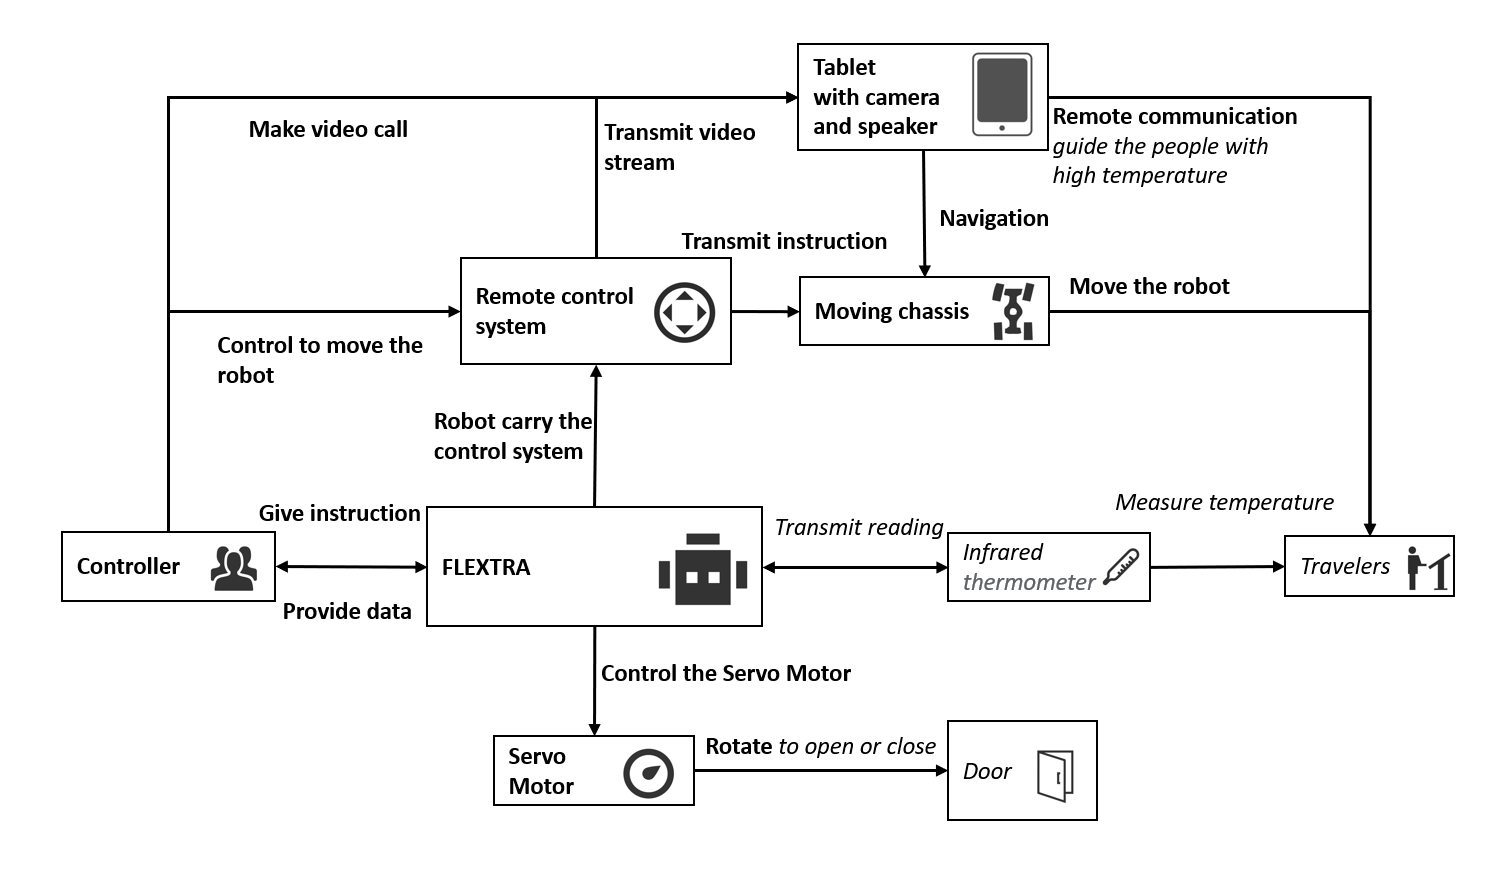 Tablet
with camera
and speaker
Make video call
Transmit video
stream
Remote communication
guide the people with
high temperature
Navigation
Transmit instruction
Remote control
system
Moving chassis
Move the robot
Control to move the
robot
Robot carry the
control system
Give instruction
Controller
Provide data
FLEXTRA
Transmit reading
Infrared
thermometer
Measure temperature
Travelers
Control the Servo Motor
Servo
Motor
Rotate to open or close
Door